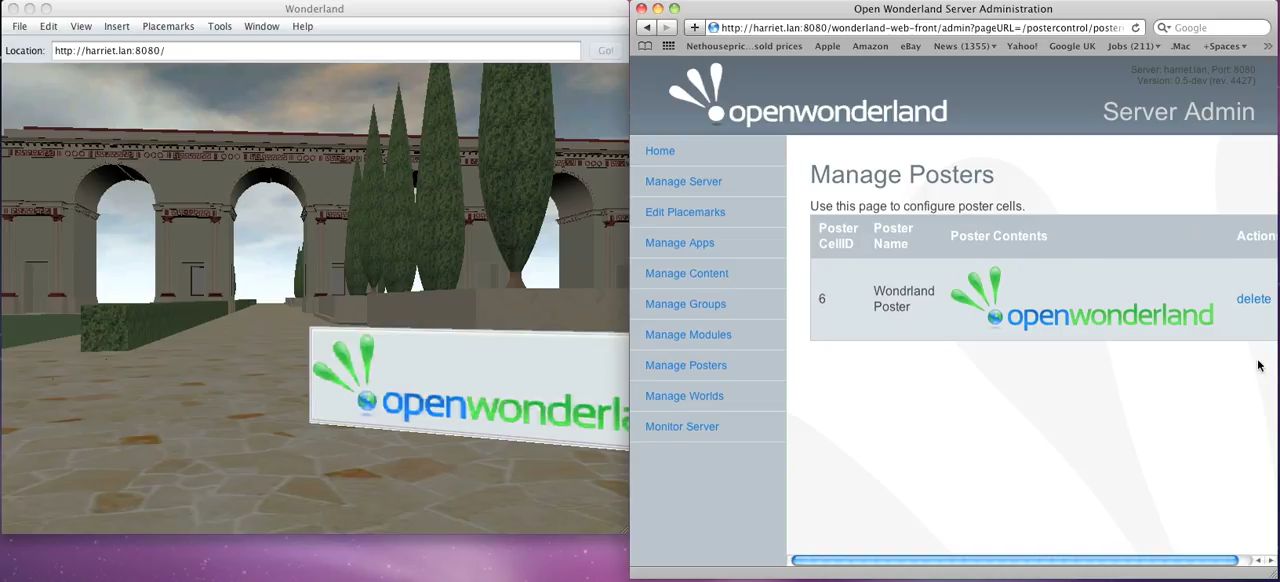 Wonderland
File Edit View Insert Placemarks Tools Window Help
Location: http://harriet.lan:8080/ Go!
openwonderla
Open Wonderland Server Administration
http://harriet.lan:8080/wonderland-web-front/admin?pageURL=/postercontrol/poster
Google
Nethousepric...sold prices Apple Amazon eBay News (1355) Yahoo! Google UK Jobs (211) .Mac +Spaces
openwonderland
Server: harriet.lan, Port: 8080
Version: 0.5-dev (rev. 4427)
Server Admin
Home
Manage Server
Edit Placemarks
Manage Apps
Manage Content
Manage Groups
Manage Modules
Manage Posters
Manage Worlds
Monitor Server
Manage Posters
Use this page to configure poster cells.
Poster CellID Poster Name Poster Contents Action
6 Wondrland Poster openwonderland delete